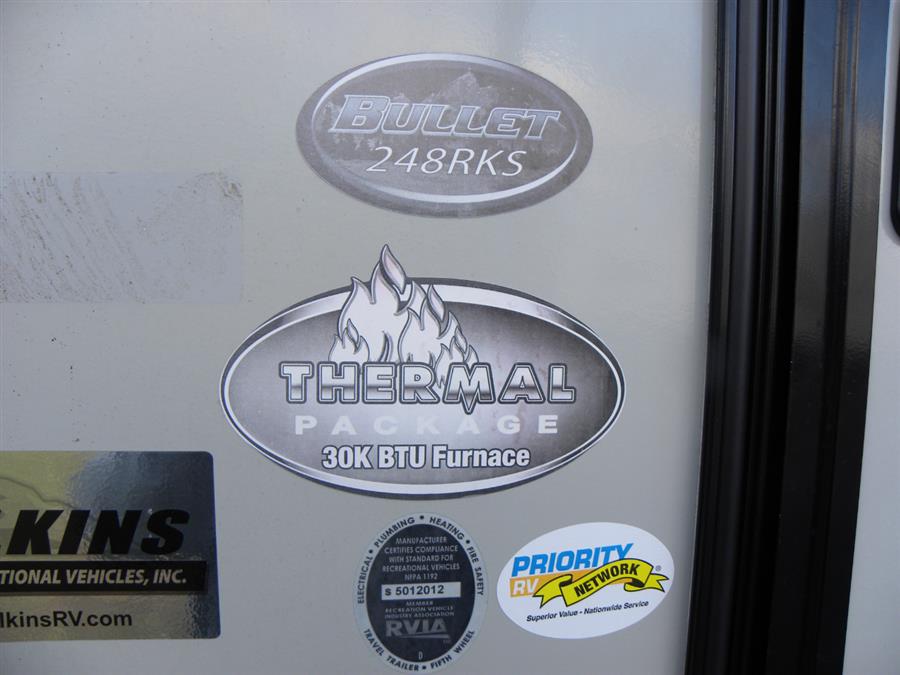 BULLET
248RKS
THERMAL
PACKAGE
30K BTU Furnace
KINS
TIONAL VEHICLES, INC.
lkinsRV.com
ELECTRICAL • PLUMBING • HEATING • FIRE SAFETY
MANUFACTURER
CERTIFIES COMPLIANCE
WITH STANDARD FOR
RECREATIONAL VEHICLES
NFPA 1192
S 5012012
MEMBER
RECREATION VEHICLE
INDUSTRY ASSOCIATION
RVIA
D
TRAVEL TRAILER • FIFTH WHEEL
PRIORITY
RV NETWORK®
Superior Value - Nationwide Service